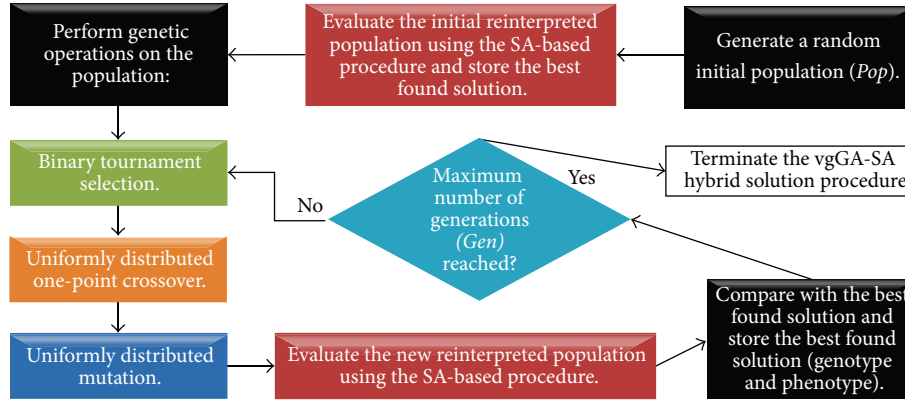 Perform genetic
operations on the
population:
Evaluate the initial reinterpreted
population using the SA-based
procedure and store the best
found solution.
Generate a random
initial population (Pop).
Binary tournament
selection.
Maximum
number of
generations
(Gen)
reached?
Yes
No
Terminate the vgGA-SA
hybrid solution procedure
Uniformly distributed
one-point crossover.
Compare with the best
found solution and
store the best found
solution (genotype
and phenotype).
Uniformly distributed
mutation.
Evaluate the new reinterpreted population
using the SA-based procedure.